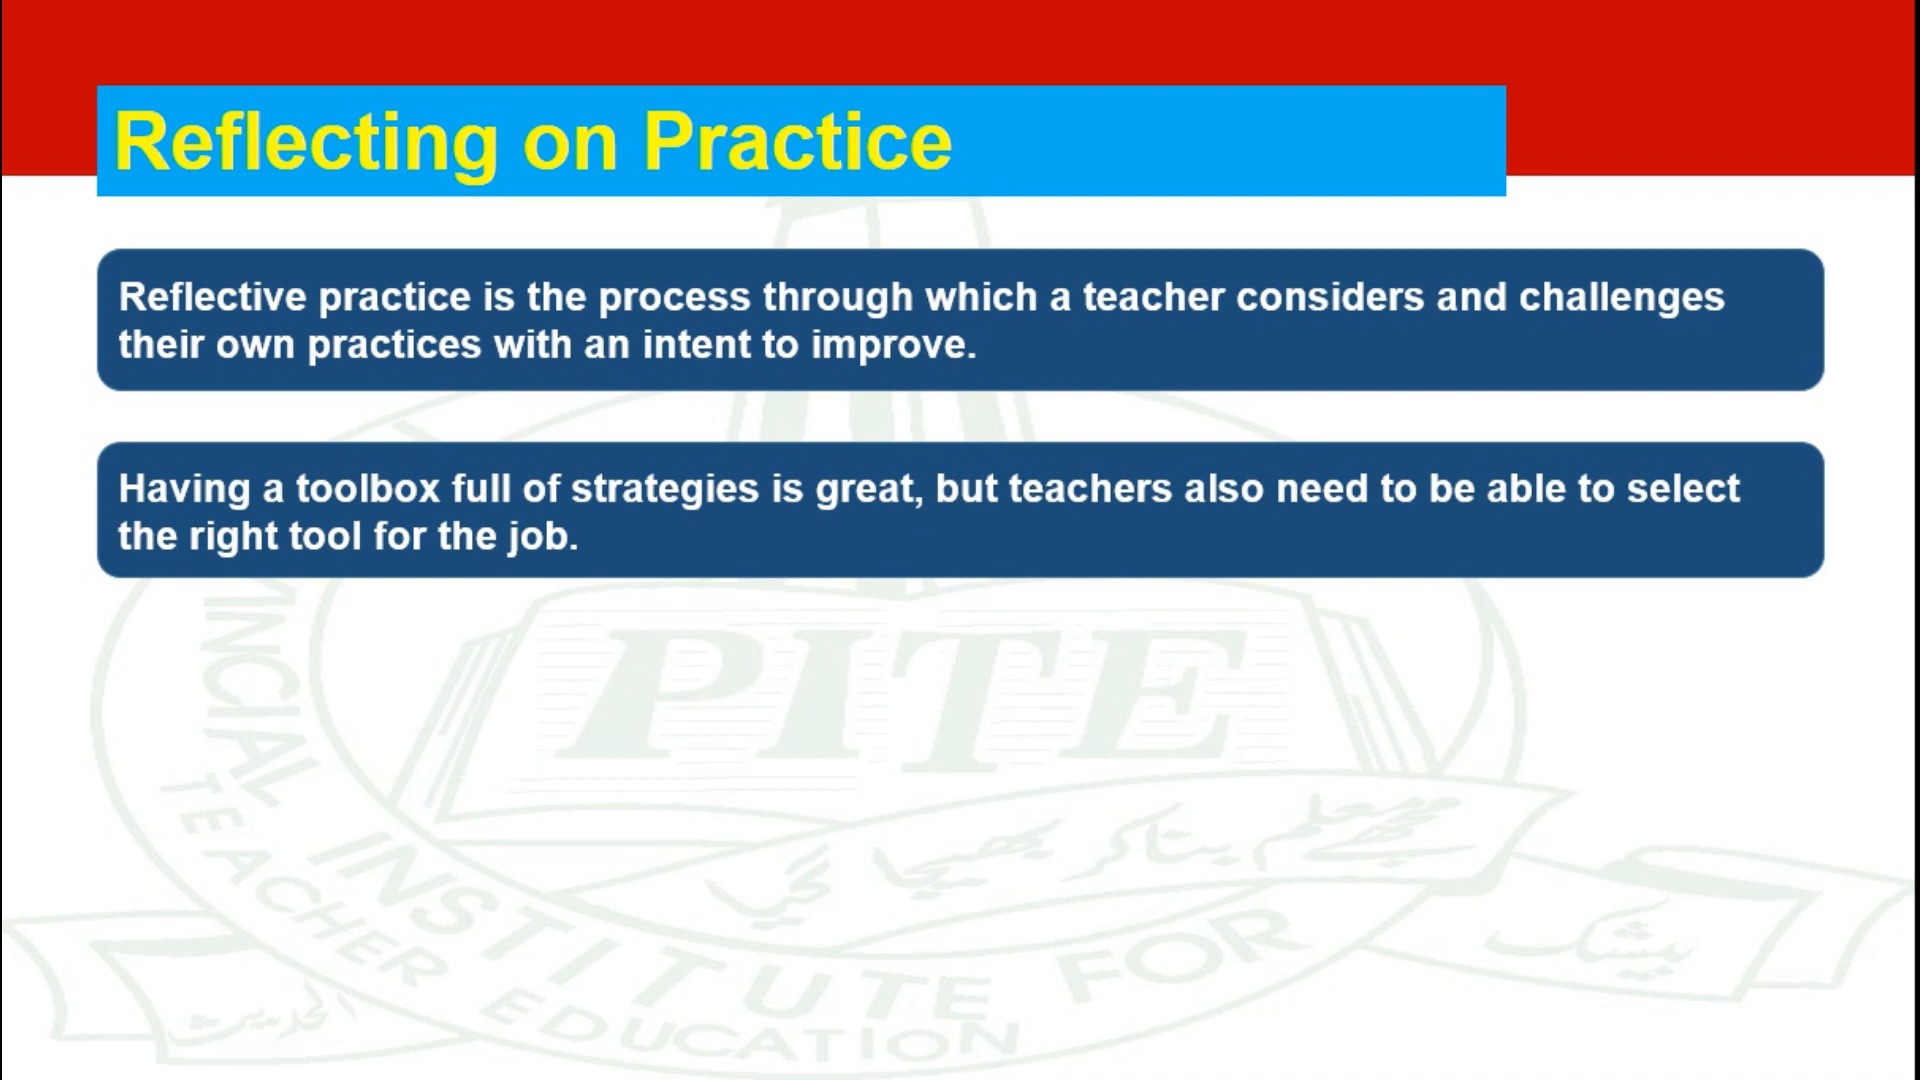 Reflecting on Practice
Reflective practice is the process through which a teacher considers and challenges
their own practices with an intent to improve.
Having a toolbox full of strategies is great, but teachers also need to be able to select
the right tool for the job.
PITE
INSTITUTE FOR
TEACHER EDUCATION